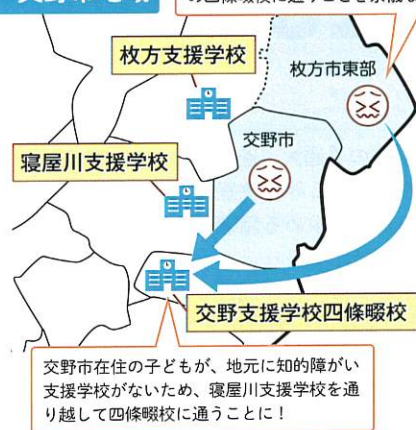 枚方支援学校
枚方市東部
交野市
寝屋川支援学校
交野支援学校四條畷校
交野市在住の子どもが、地元に知的障がい
支援学校がないため、寝屋川支援学校を通
り越して四條畷校に通うことに!